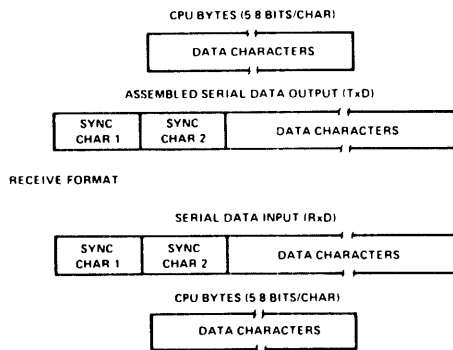 CPU BYTES (5 8 BITS/CHAR)
DATA CHARACTERS
ASSEMBLED SERIAL DATA OUTPUT (TxD)
SYNC CHAR 1
SYNC CHAR 2
DATA CHARACTERS
RECEIVE FORMAT
SERIAL DATA INPUT (RxD)
SYNC CHAR 1
SYNC CHAR 2
DATA CHARACTERS
CPU BYTES (5 8 BITS/CHAR)
DATA CHARACTERS